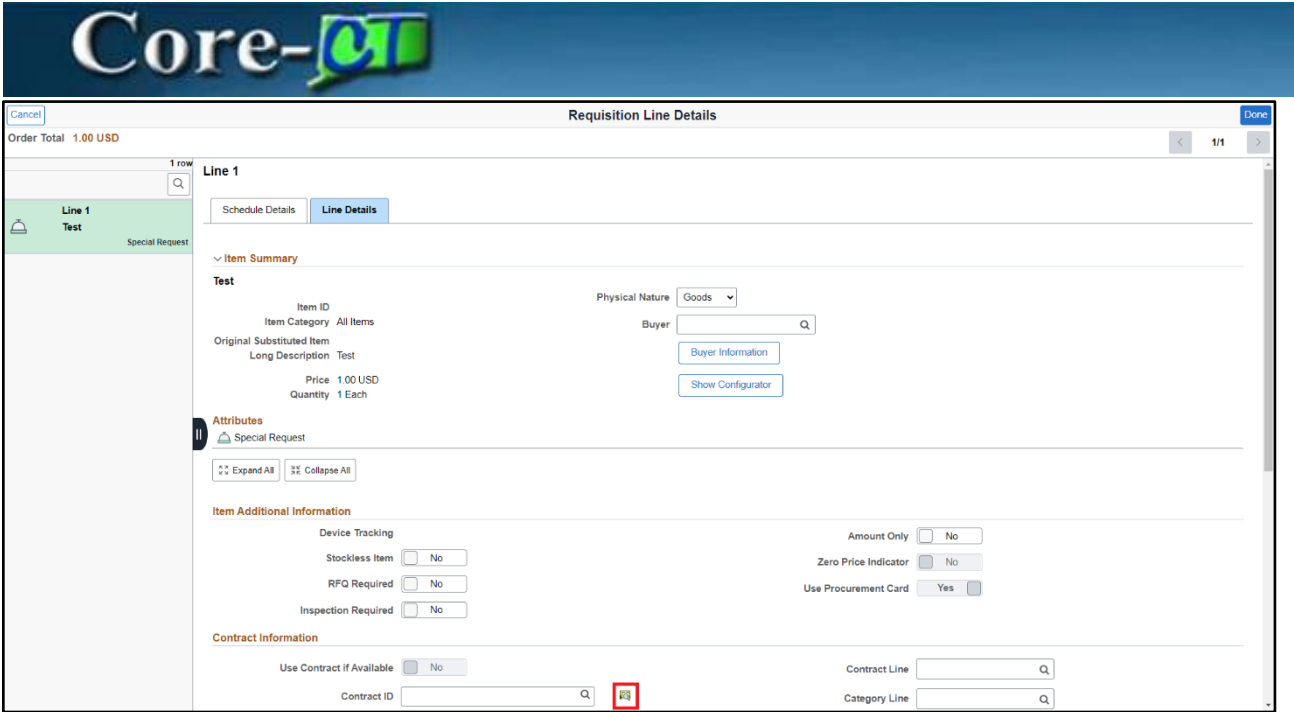 Core-CT
Cancel
Requisition Line Details
Done
Order Total 1.00 USD
1/1
1 row
Line 1
Test
Special Request
Line 1
Schedule Details
Line Details
Item Summary
Test
Item ID
Item Category All Items
Original Substituted Item
Long Description Test
Price 1.00 USD
Quantity 1 Each
Physical Nature Goods
Buyer
Buyer Information
Show Configurator
Attributes
Special Request
Expand All
Collapse All
Item Additional Information
Device Tracking
Stockless Item No
RFQ Required No
Inspection Required No
Amount Only No
Zero Price Indicator No
Use Procurement Card Yes
Contract Information
Use Contract if Available No
Contract ID
Contract Line
Category Line